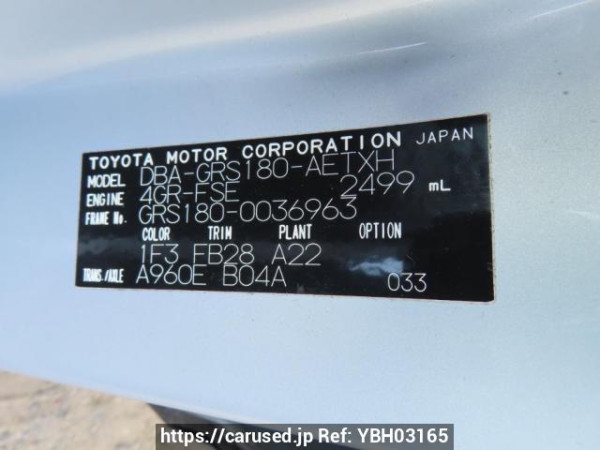 TOYOTA MOTOR CORPORATION JAPAN
MODEL DBA-GRS180-AETXH
ENGINE 4GR-FSE 2499 mL
FRAME No. GRS180-0036963
COLOR TRIM PLANT OPTION
1F3 FB28 A22
TRANS./AXLE A960E B04A 033
https://carused.jp Ref: YBH03165